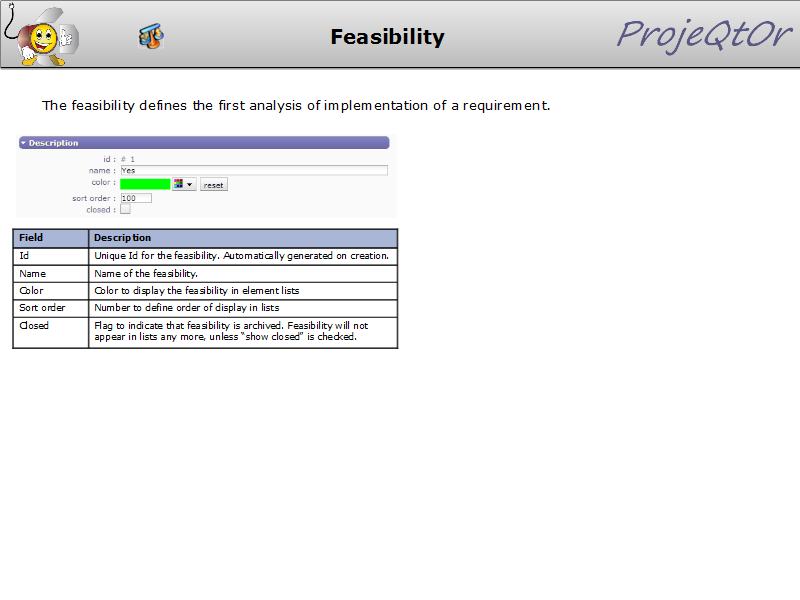 Feasibility
ProjeQtOr
The feasibility defines the first analysis of implementation of a requirement.
Description
id : # 1
name : Yes
color : reset
sort order : 100
closed :
Field Description
Id Unique Id for the feasibility. Automatically generated on creation.
Name Name of the feasibility.
Color Color to display the feasibility in element lists
Sort order Number to define order of display in lists
Closed Flag to indicate that feasibility is archived. Feasibility will not
appear in lists any more, unless “show closed” is checked.